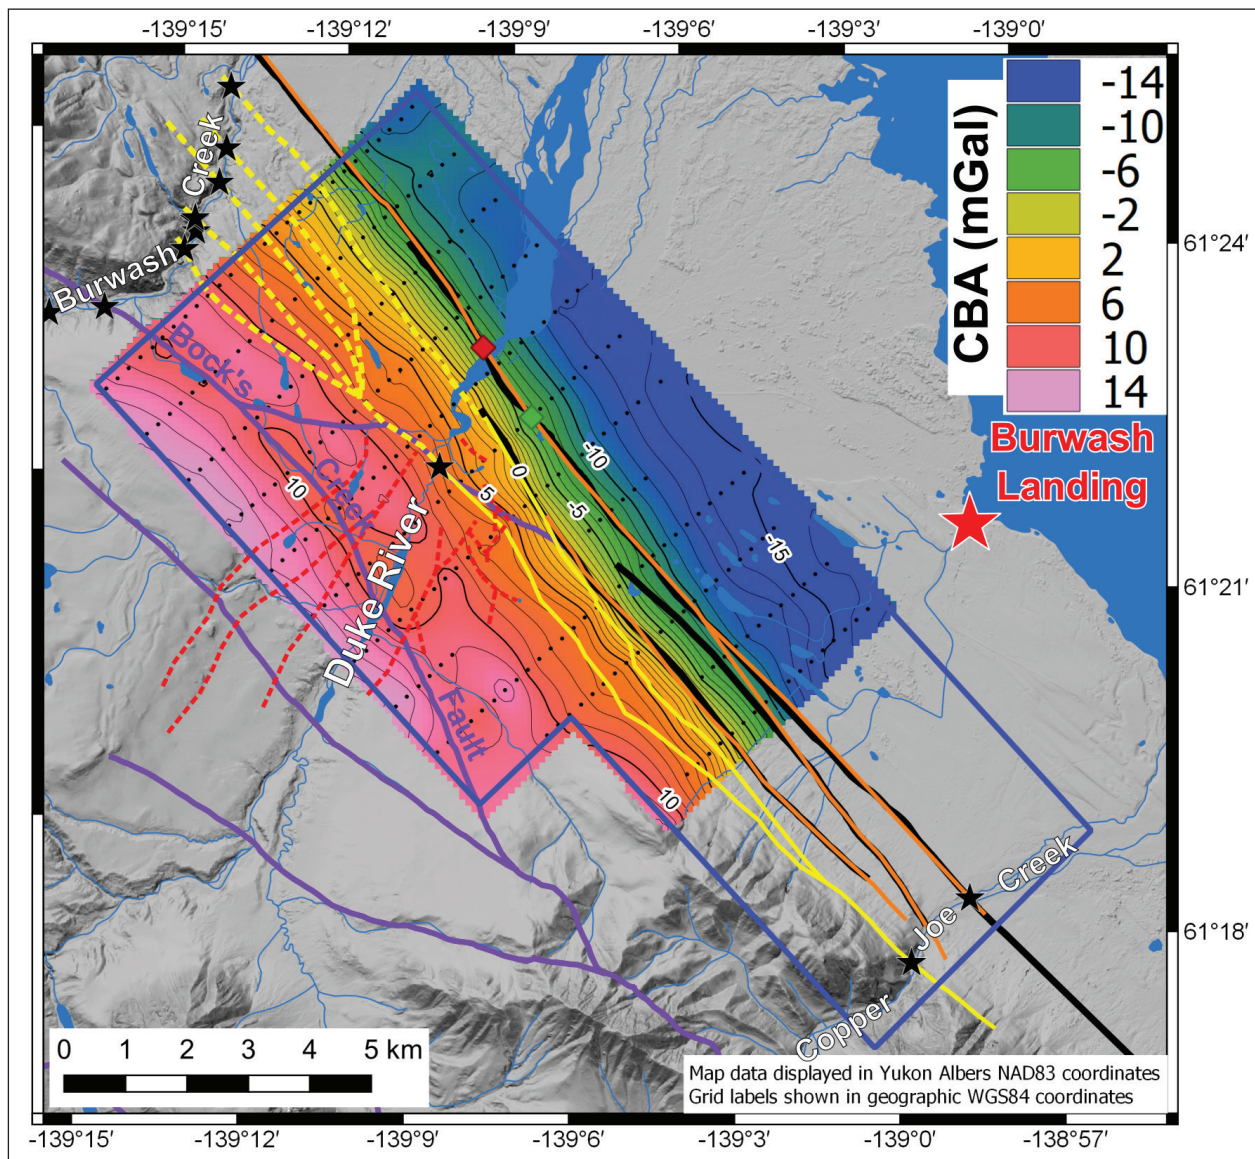 -139°15′ -139°12′ -139°9′ -139°6′ -139°3′ -139°0′
CBA (mGal)
-14
-10
-6
-2
2
6
10
14
Creek
Burwash
61°24′
Bock's
Burwash
Landing
-10
0
Creek
10
5
-5
-15
61°21′
Duke River
Fault
10
Creek
Joe
61°18′
Copper
0 1 2 3 4 5 km
Map data displayed in Yukon Albers NAD83 coordinates
Grid labels shown in geographic WGS84 coordinates
-139°15′ -139°12′ -139°9′ -139°6′ -139°3′ -139°0′ -138°57′